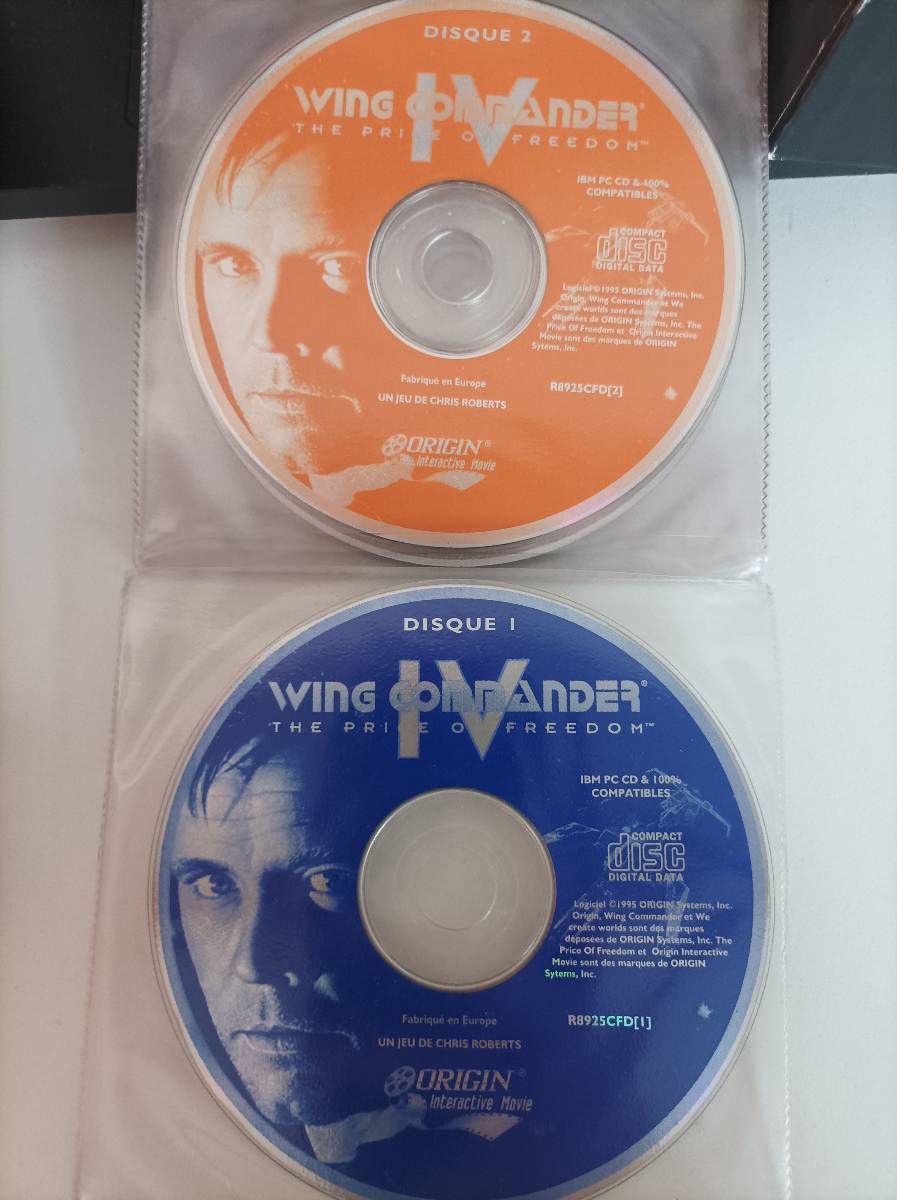 DISQUE 2
WING COMMANDER®
IV
THE PRICE OF FREEDOM™
IBM PC CD & 100%
COMPATIBLES
COMPACT
disc
DIGITAL DATA
Logiciel ©1995 ORIGIN Systems, Inc.
Origin, Wing Commander et We
create worlds sont des marques
déposées de ORIGIN Systems, Inc. The
Price Of Freedom et Origin Interactive
Movie sont des marques de ORIGIN
Sytems, Inc.
Fabriqué en Europe
R8925CFD[2]
UN JEU DE CHRIS ROBERTS
ORIGIN®
Interactive Movie
DISQUE 1
WING COMMANDER®
IV
THE PRICE OF FREEDOM™
IBM PC CD & 100%
COMPATIBLES
COMPACT
disc
DIGITAL DATA
Logiciel ©1995 ORIGIN Systems, Inc.
Origin, Wing Commander et We
create worlds sont des marques
déposées de ORIGIN Systems, Inc. The
Price Of Freedom et Origin Interactive
Movie sont des marques de ORIGIN
Sytems, Inc.
Fabriqué en Europe
R8925CFD[1]
UN JEU DE CHRIS ROBERTS
ORIGIN®
Interactive Movie